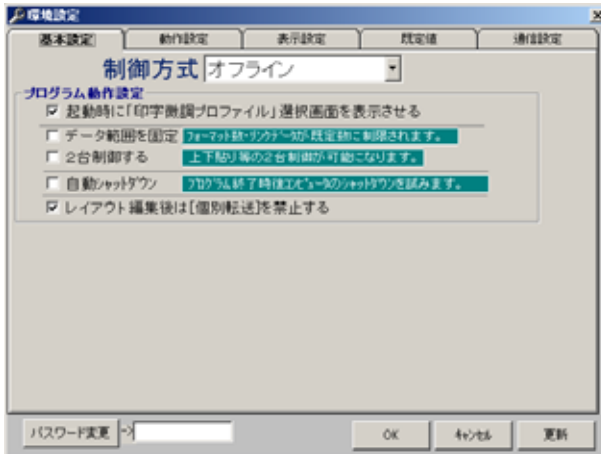 環境設定
基本設定 動作設定 表示設定 既定値 通信設定
制御方式 オフライン
プログラム動作設定
起動時に「印字微調プロファイル」選択画面を表示させる
データ範囲を固定 フォーマット数・リンクデータが既定数に制限されます。
2台制御する 上下貼り等の2台制御が可能になります。
自動シャットダウン プログラム終了時後コンピュータのシャットダウンを試みます。
レイアウト編集後は[個別転送]を禁止する
パスワード変更 -> OK キャンセル 更新